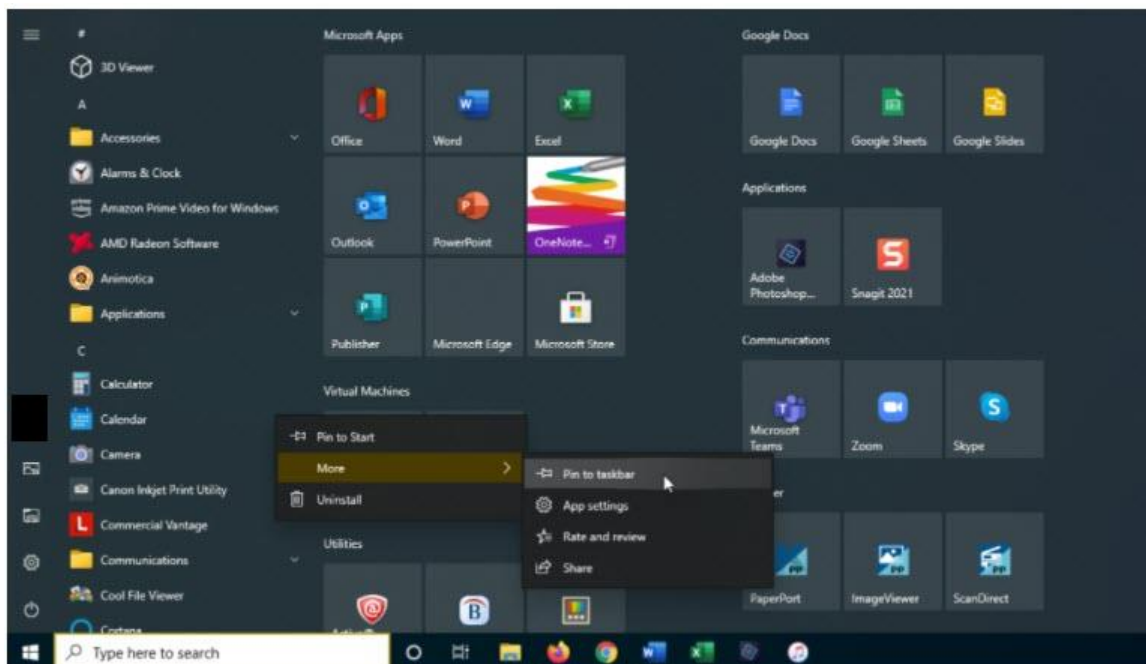 #
3D Viewer
A
Accessories
Alarms & Clock
Amazon Prime Video for Windows
AMD Radeon Software
Animotica
Applications
C
Calculator
Calendar
Camera
Canon Inkjet Print Utility
Commercial Vantage
Communications
Cool File Viewer
Cortana
Microsoft Apps
Office
Word
Excel
Outlook
PowerPoint
OneNote...
Publisher
Microsoft Edge
Microsoft Store
Virtual Machines
Pin to Start
More
Uninstall
Pin to taskbar
App settings
Rate and review
Share
Utilities
Google Docs
Google Docs
Google Sheets
Google Slides
Applications
Adobe
Photoshop...
Snagit 2021
Communications
Microsoft
Teams
Zoom
Skype
PaperPort
ImageViewer
ScanDirect
Type here to search